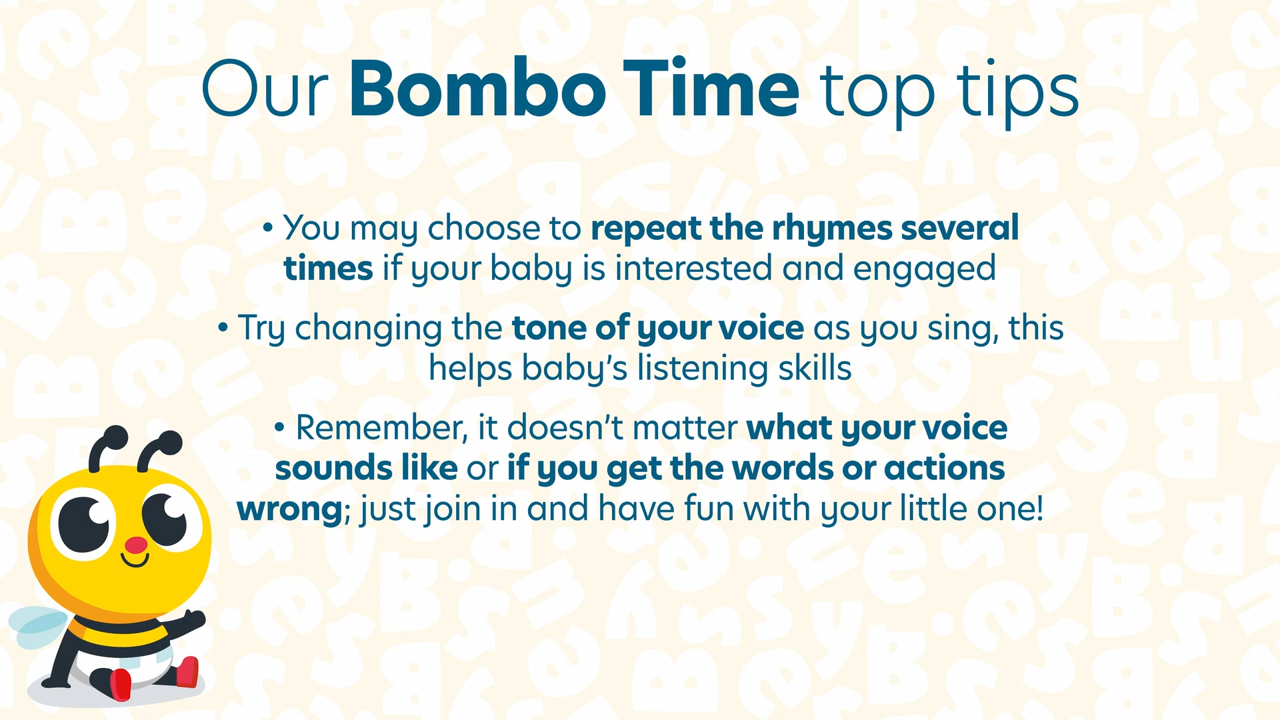 Our Bombo Time top tips
• You may choose to repeat the rhymes several
times if your baby is interested and engaged
• Try changing the tone of your voice as you sing, this
helps baby's listening skills
• Remember, it doesn't matter what your voice
sounds like or if you get the words or actions
wrong; just join in and have fun with your little one!